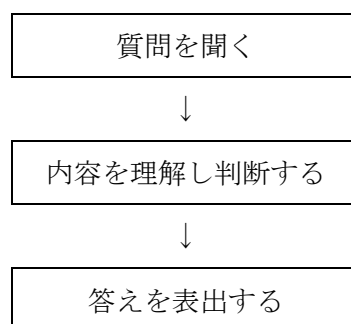 質問を聞く
↓
内容を理解し判断する
↓
答えを表出する